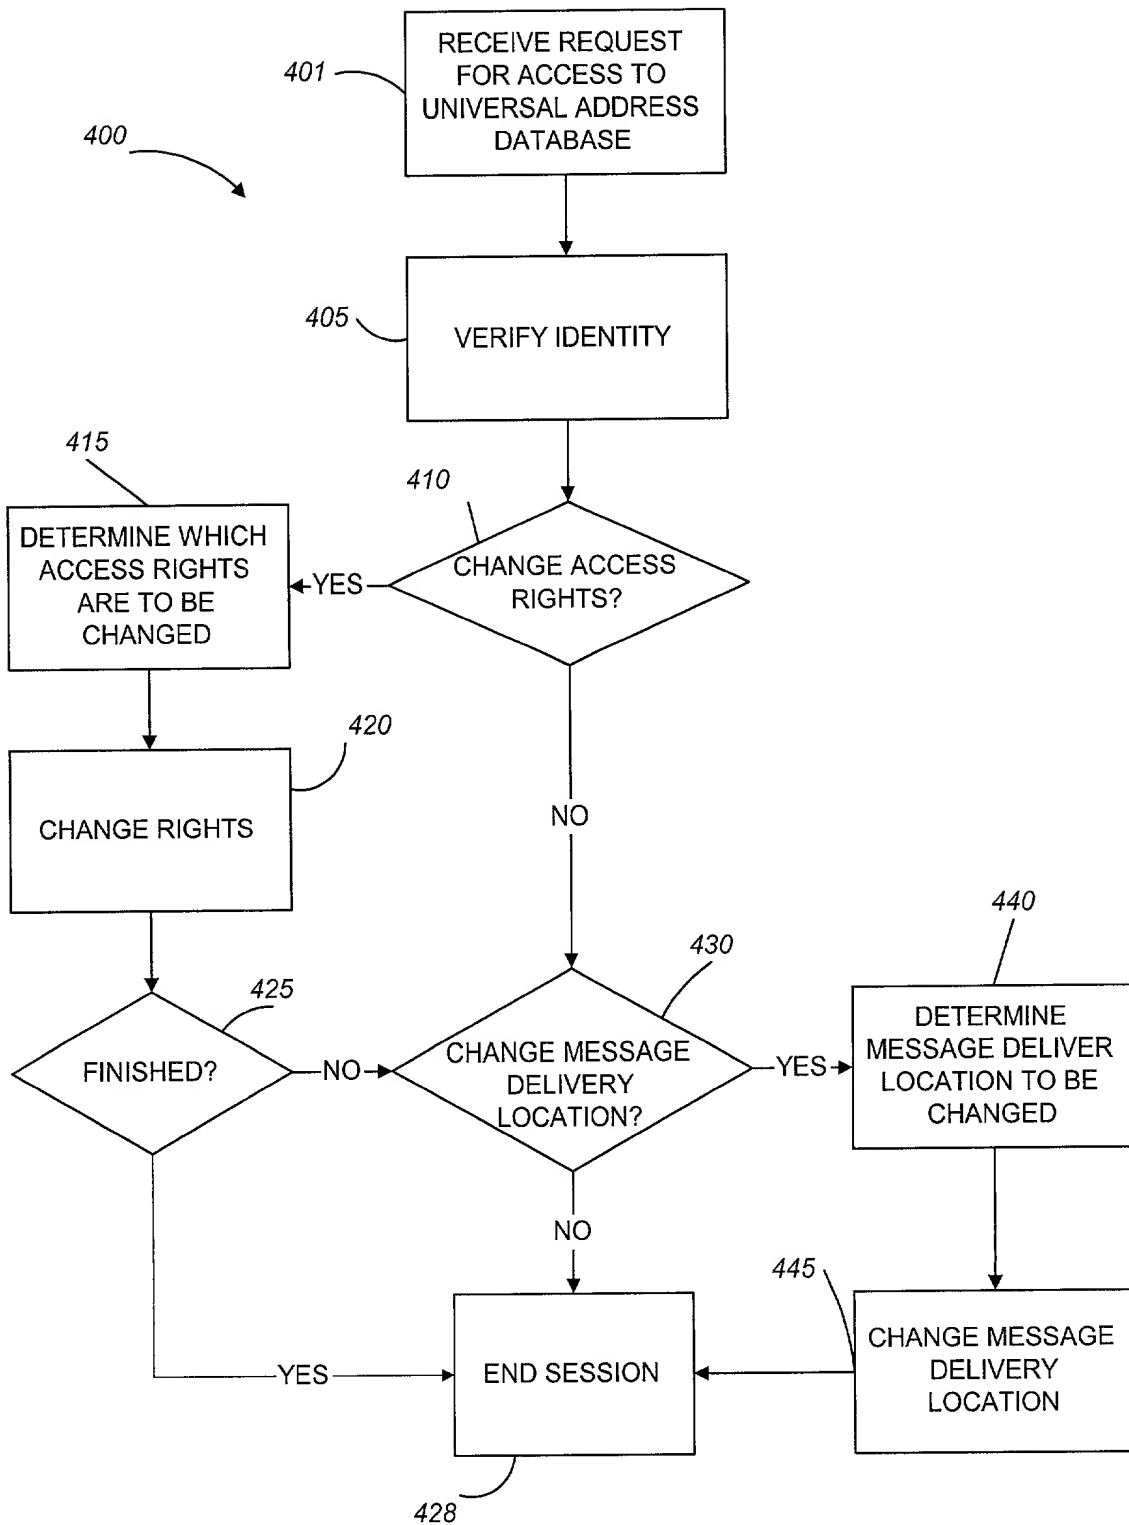 RECEIVE REQUEST
FOR ACCESS TO
UNIVERSAL ADDRESS
DATABASE
401
400
VERIFY IDENTITY
405
410
CHANGE ACCESS
RIGHTS?
YES
415
DETERMINE WHICH
ACCESS RIGHTS
ARE TO BE
CHANGED
420
CHANGE RIGHTS
NO
425
FINISHED?
NO
430
CHANGE MESSAGE
DELIVERY
LOCATION?
YES
440
DETERMINE
MESSAGE DELIVER
LOCATION TO BE
CHANGED
NO
445
CHANGE MESSAGE
DELIVERY
LOCATION
YES
END SESSION
428